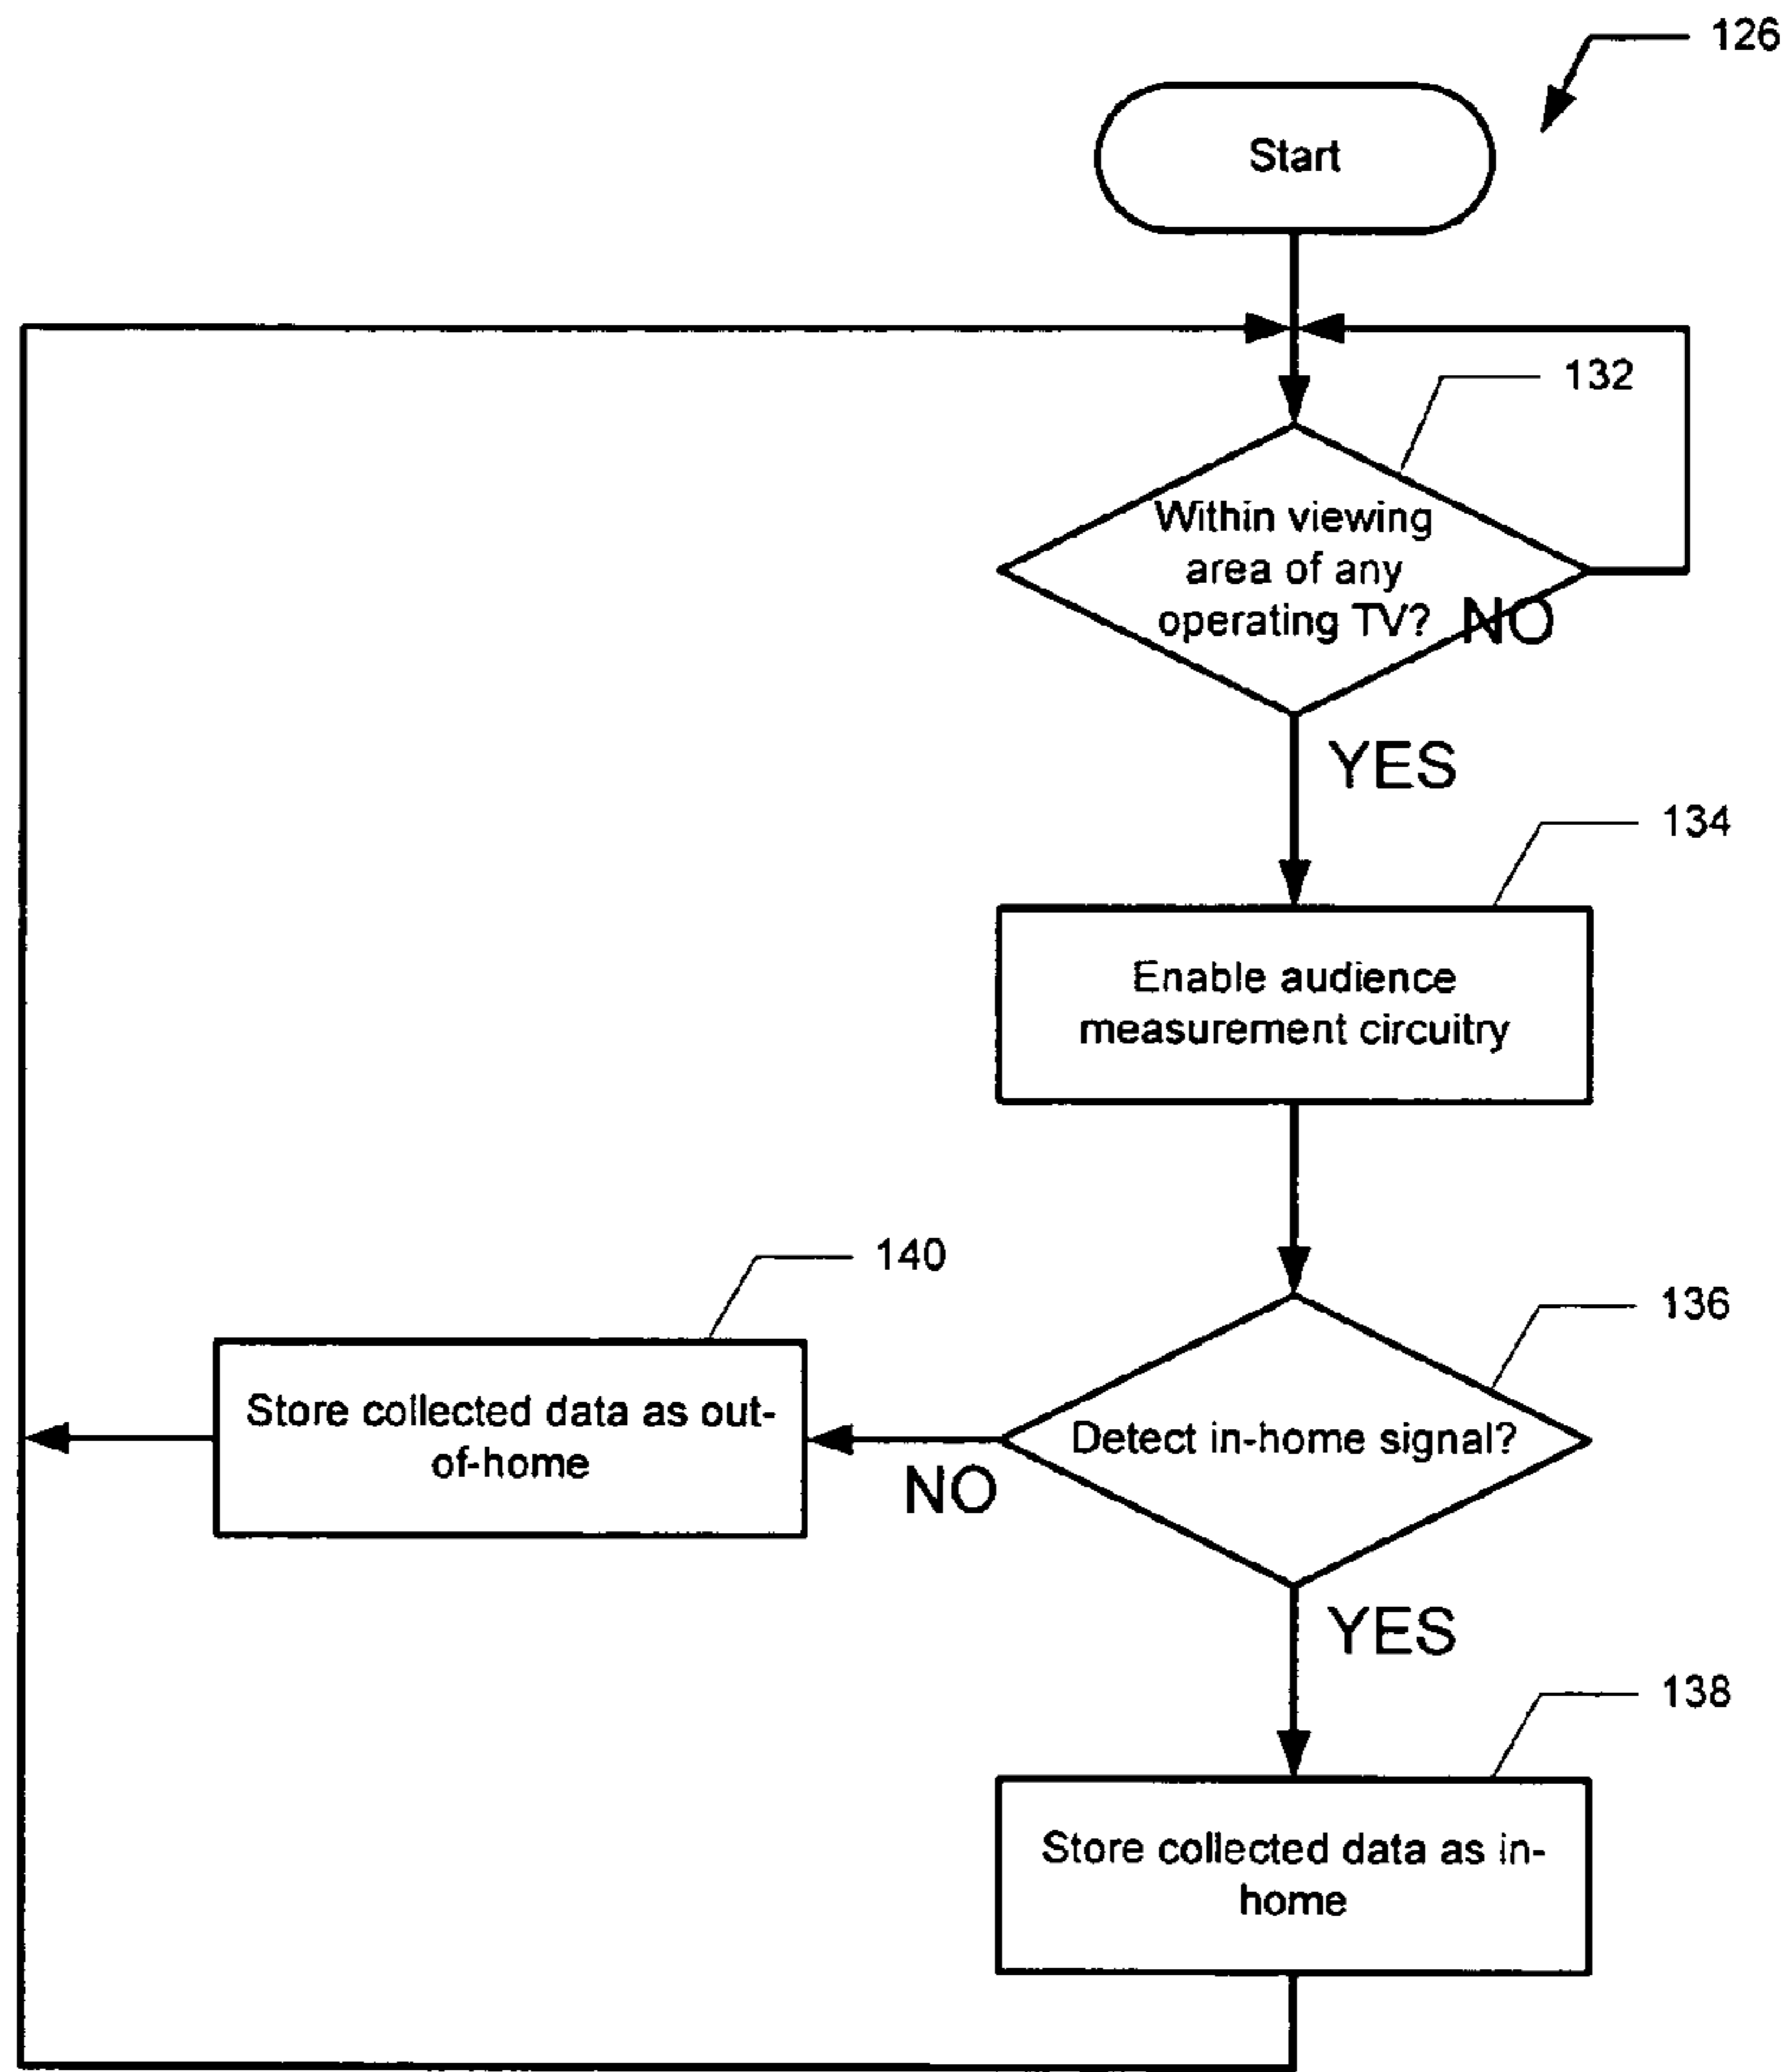 126
Start
132
Within viewing
area of any
operating TV?
NO
YES
134
Enable audience
measurement circuitry
140
136
Store collected data as out-
of-home
Detect in-home signal?
NO
YES
138
Store collected data as in-
home